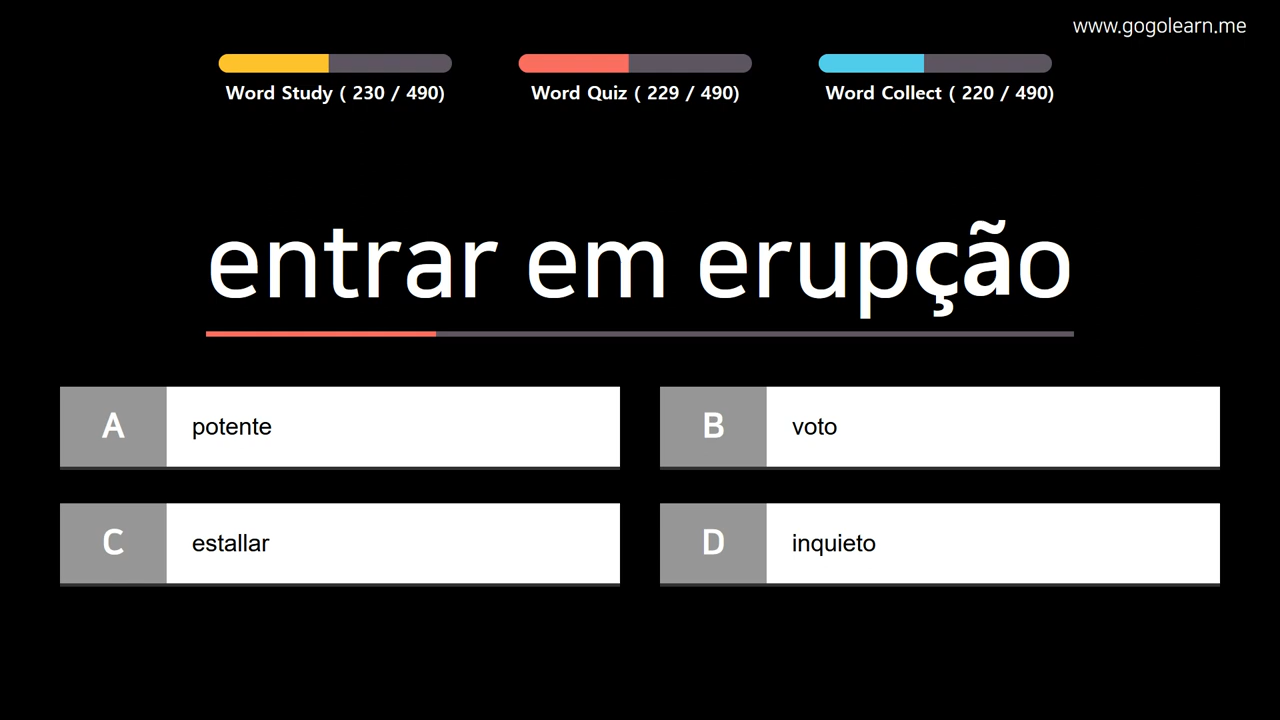 www.gogolearn.me
Word Study ( 230 / 490)
Word Quiz ( 229 / 490)
Word Collect ( 220 / 490)
entrar em erupção
A potente
B voto
C estallar
D inquieto